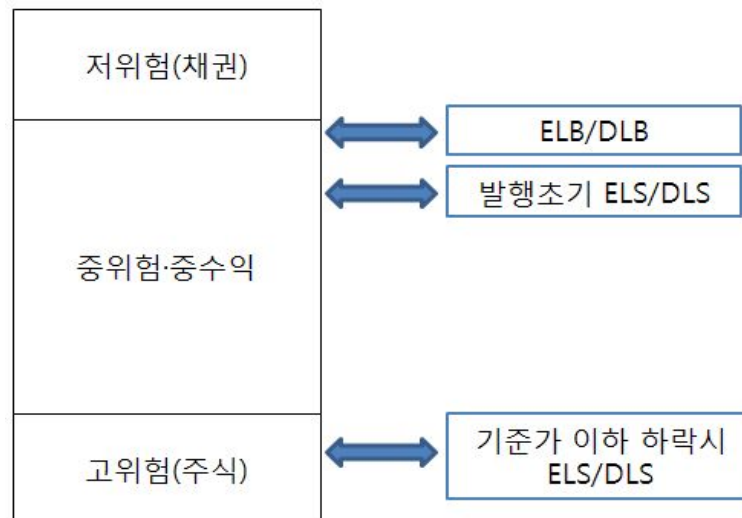 저위험(채권)
ELB/DLB
발행초기 ELS/DLS
중위험·중수익
기준가 이하 하락시
ELS/DLS
고위험(주식)